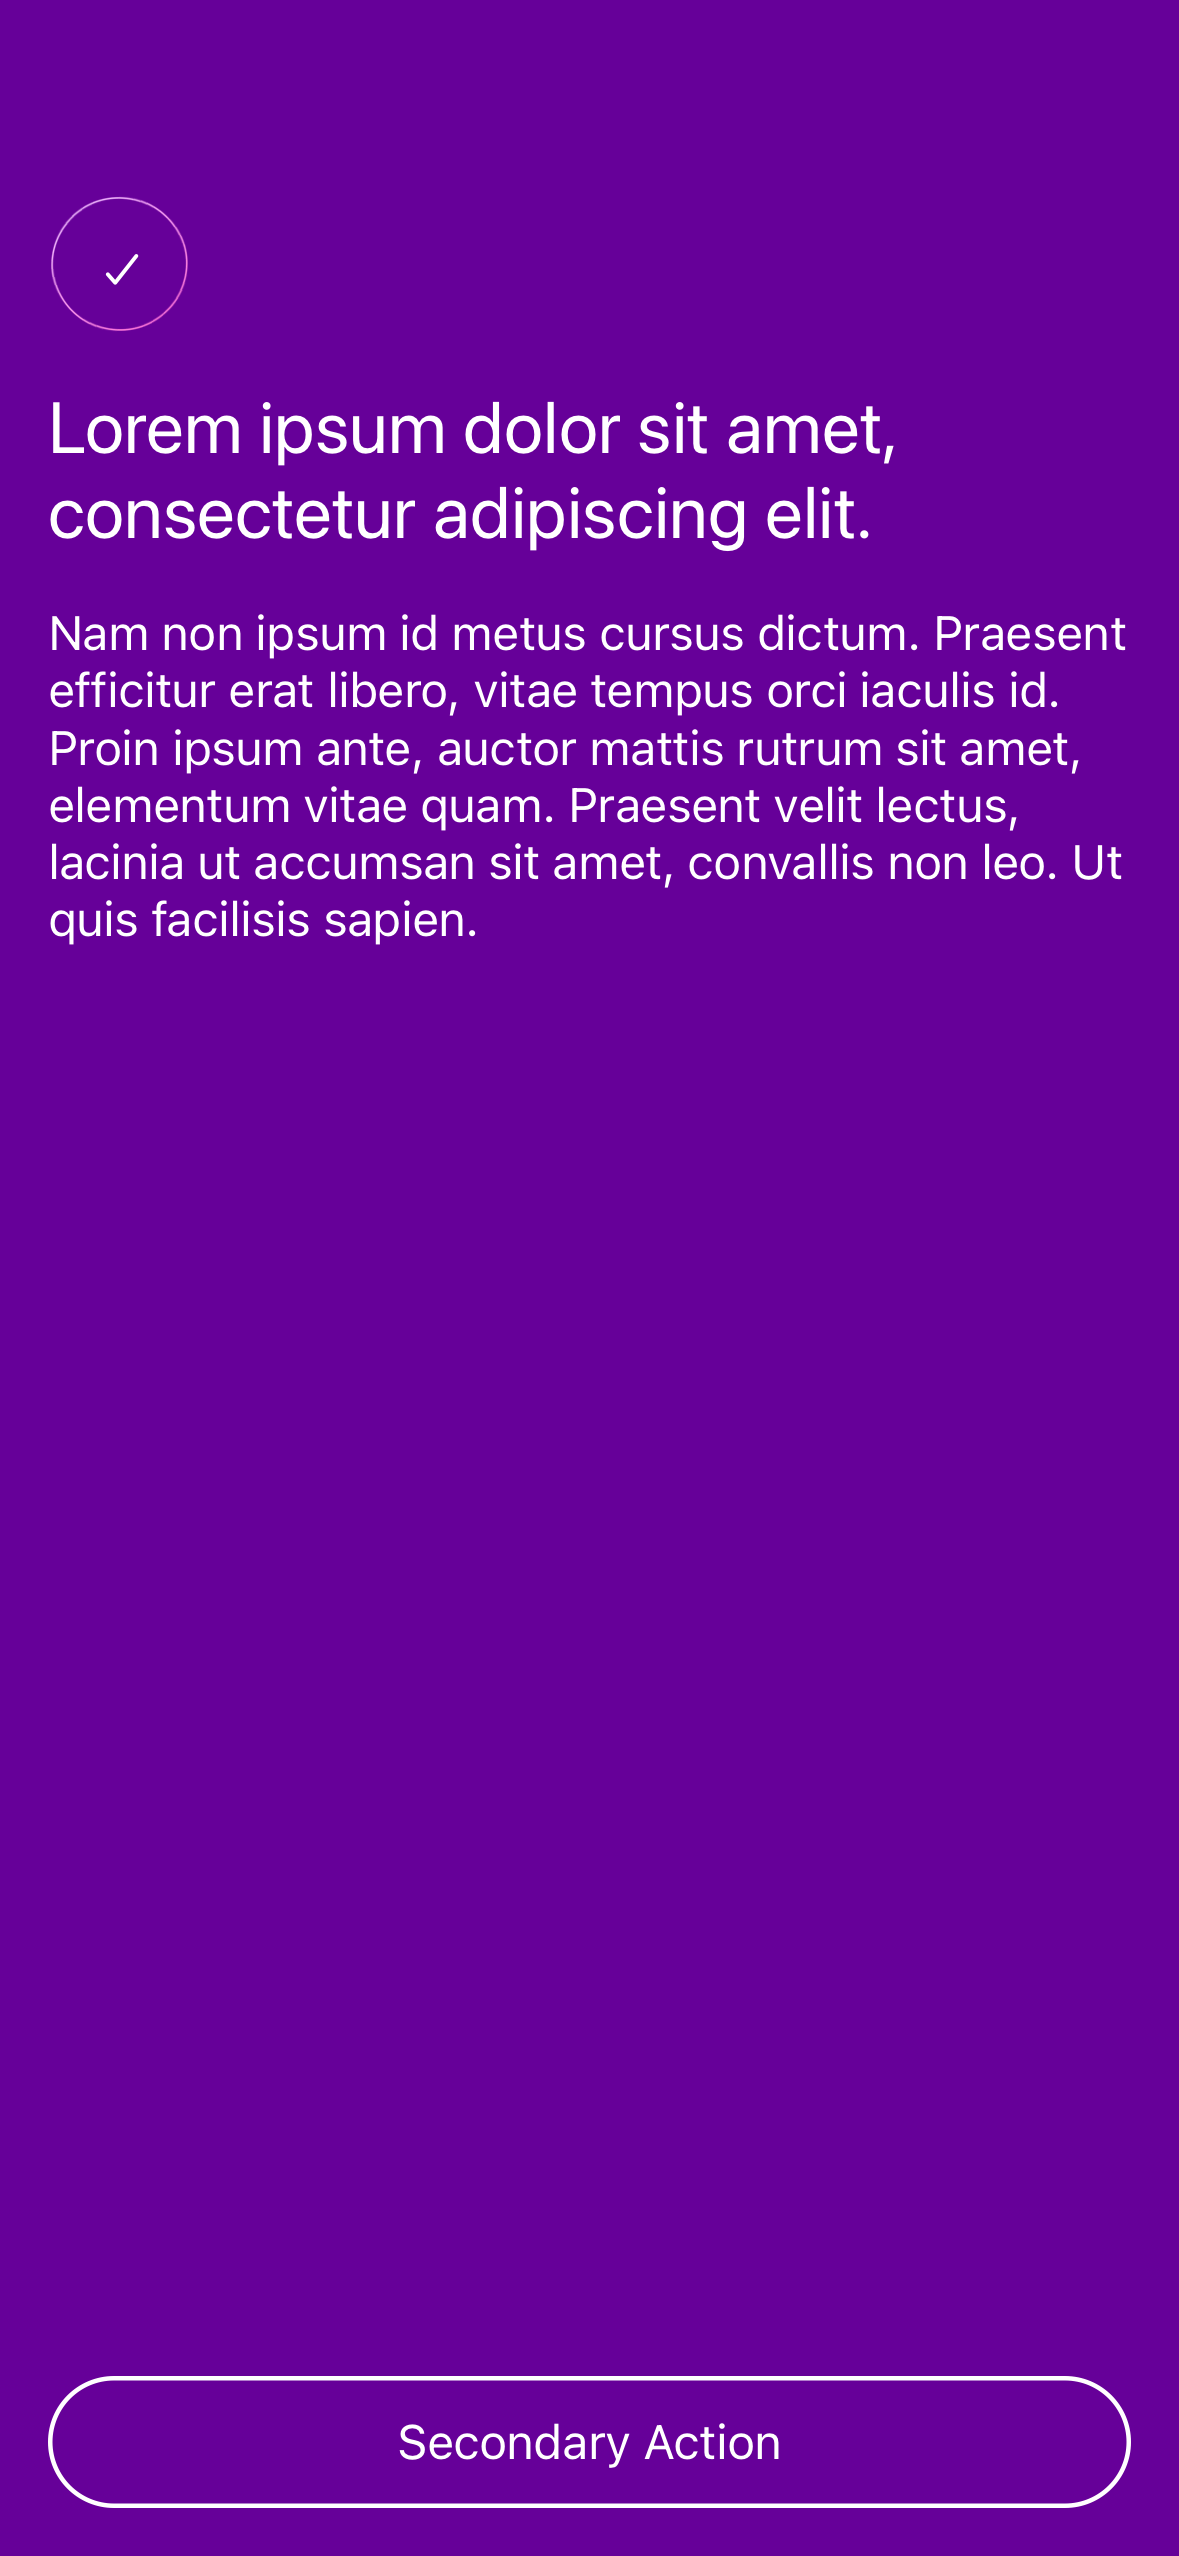 Lorem ipsum dolor sit amet,
consectetur adipiscing elit.
Nam non ipsum id metus cursus dictum. Praesent
efficitur erat libero, vitae tempus orci iaculis id.
Proin ipsum ante, auctor mattis rutrum sit amet,
elementum vitae quam. Praesent velit lectus,
lacinia ut accumsan sit amet, convallis non leo. Ut
quis facilisis sapien.
Secondary Action